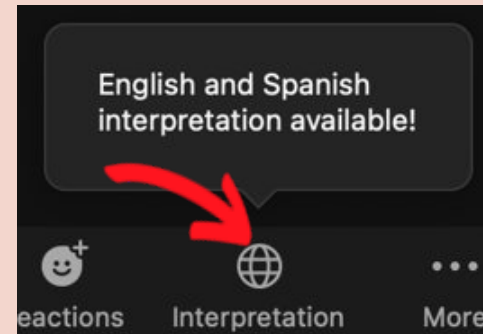 English and Spanish
interpretation available!
eactions Interpretation More